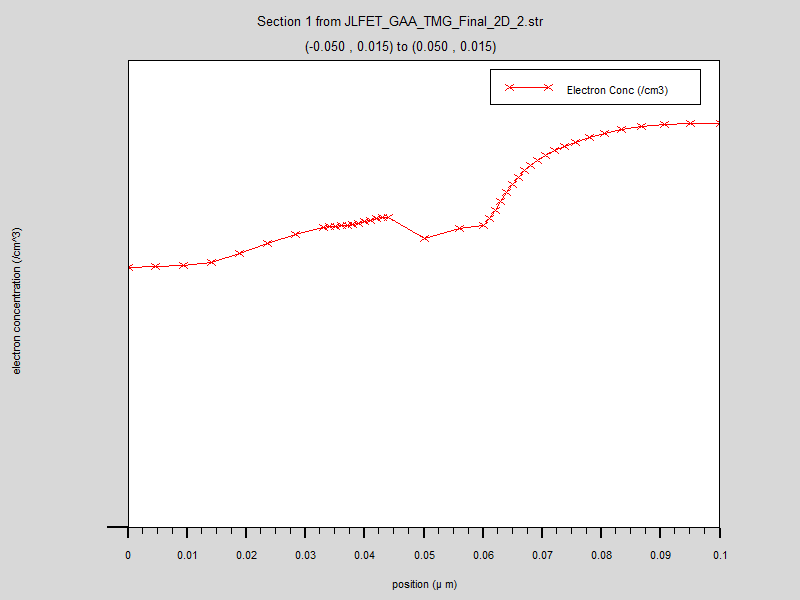 Section 1 from JLFET_GAA_TMG_Final_2D_2.str
(-0.050 , 0.015) to (0.050 , 0.015)
Electron Conc (/cm3)
electron concentration (/cm^3)
0 0.01 0.02 0.03 0.04 0.05 0.06 0.07 0.08 0.09 0.1
position (µ m)